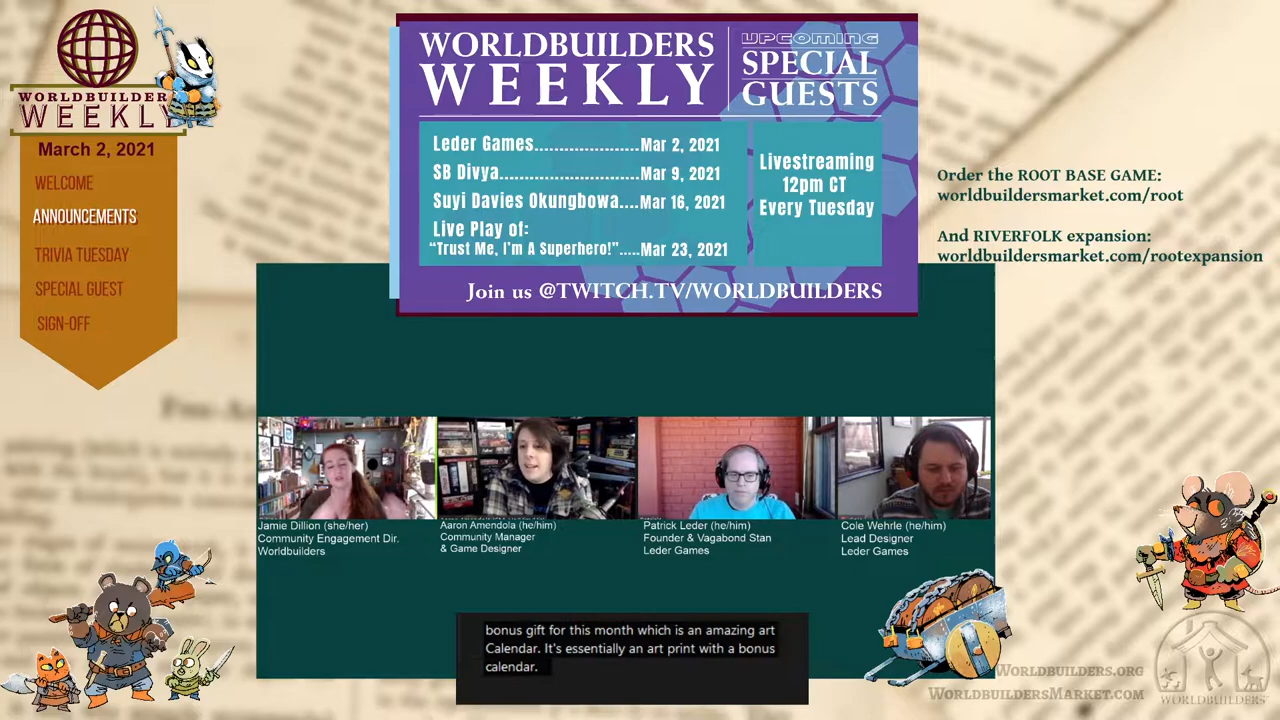 WORLDBUILDER
WEEKLY
March 2, 2021
WELCOME
ANNOUNCEMENTS
TRIVIA TUESDAY
SPECIAL GUEST
SIGN-OFF
WORLDBUILDERS
WEEKLY
UPCOMING
SPECIAL
GUESTS
Leder Games......................Mar 2, 2021
SB Divya..............................Mar 9, 2021
Suyi Davies Okungbowa....Mar 16, 2021
Live Play of:
“Trust Me, I'm A Superhero!”.....Mar 23, 2021
Livestreaming
12pm CT
Every Tuesday
Join us @TWITCH.TV/WORLDBUILDERS
Order the ROOT BASE GAME:
worldbuildersmarket.com/root
And RIVERFOLK expansion:
worldbuildersmarket.com/rootexpansion
Jamie Dillion (she/her)
Community Engagement Dir.
Worldbuilders
Aaron Amendola (he/him)
Community Manager
& Game Designer
Patrick Leder (he/him)
Founder & Vagabond Stan
Leder Games
Cole Wehrle (he/him)
Lead Designer
Leder Games
bonus gift for this month which is an amazing art
Calendar. It's essentially an art print with a bonus
calendar.
WORLDBUILDERS.ORG
WORLDBUILDERSMARKET.COM
WORLDBUILDERS